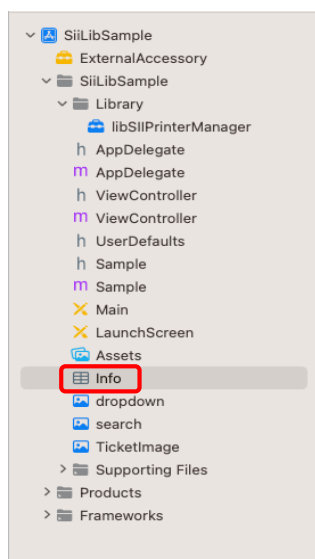 SiiLibSample
ExternalAccessory
SiiLibSample
Library
libSIIPrinterManager
h AppDelegate
m AppDelegate
h ViewController
m ViewController
h UserDefaults
h Sample
m Sample
Main
LaunchScreen
Assets
Info
dropdown
search
TicketImage
Supporting Files
Products
Frameworks